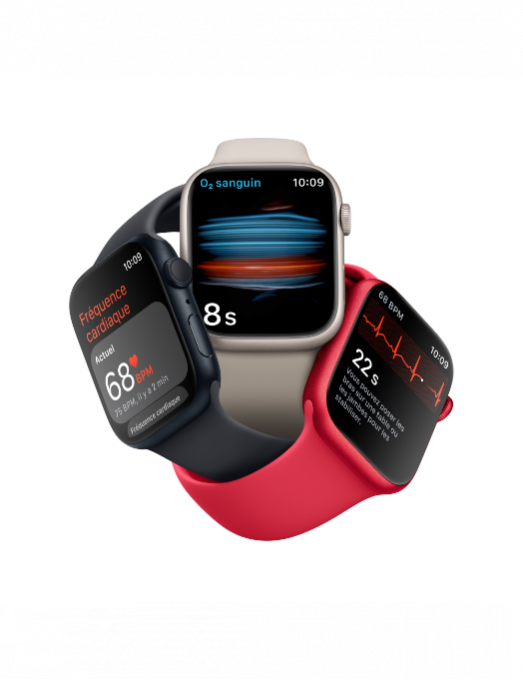 O₂ sanguin 10:09
8 s
10:09
Fréquence
cardiaque
Actuel
68 BPM
75 BPM, il y a 2 min
Fréquence cardiaque
68 BPM
10:09
22 s
Vous pouvez poser les
bras sur une table ou
les jambes pour les
stabiliser.